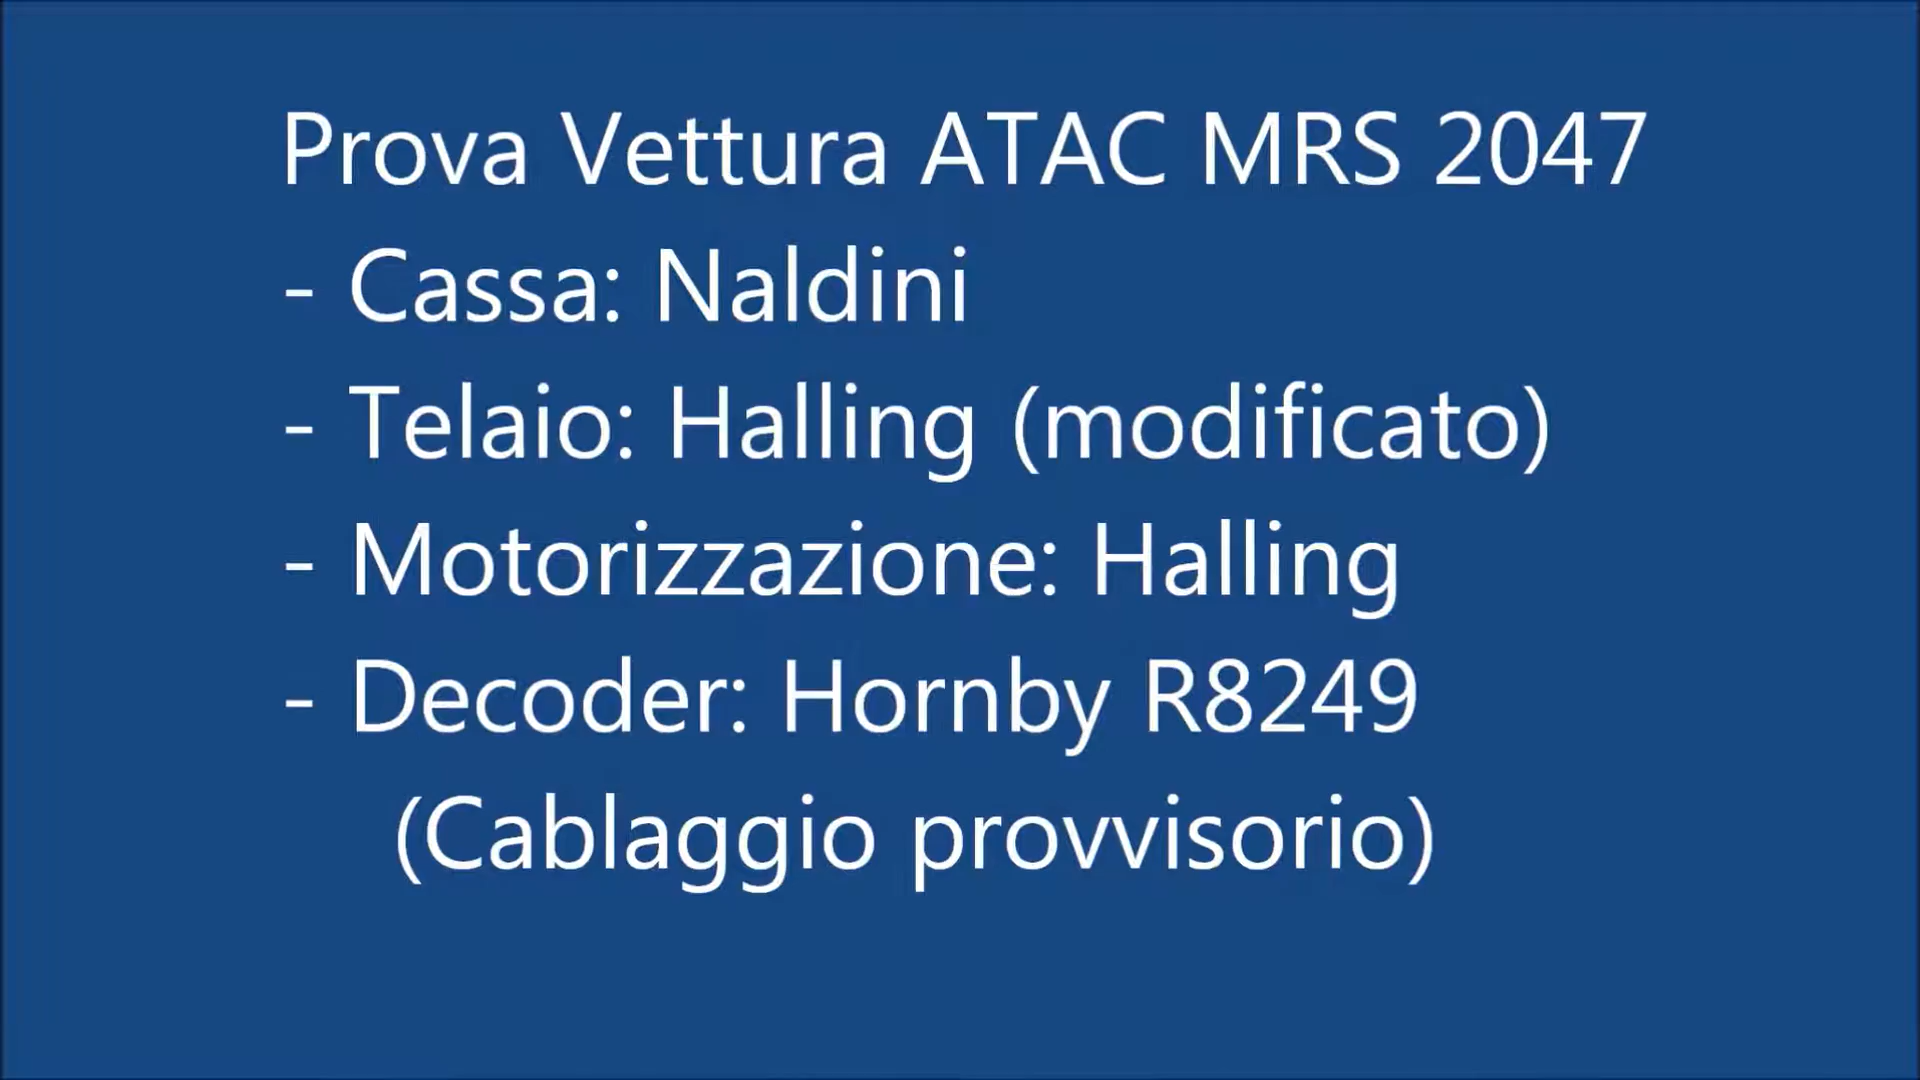 Prova Vettura ATAC MRS 2047
- Cassa: Naldini
- Telaio: Halling (modificato)
- Motorizzazione: Halling
- Decoder: Hornby R8249
(Cablaggio provvisorio)